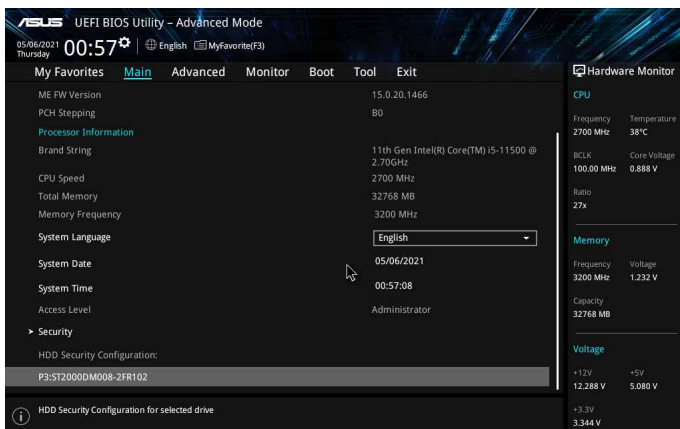 ASUS UEFI BIOS Utility – Advanced Mode
05/06/2021 Thursday 00:57 English MyFavorite(F3)
My Favorites Main Advanced Monitor Boot Tool Exit
ME FW Version 15.0.20.1466
PCH Stepping B0
Processor Information
Brand String 11th Gen Intel(R) Core(TM) i5-11500 @
2.70GHz
CPU Speed 2700 MHz
Total Memory 32768 MB
Memory Frequency 3200 MHz
System Language English
System Date 05/06/2021
System Time 00:57:08
Access Level Administrator
> Security
HDD Security Configuration:
P3:ST2000DM008-2FR102
HDD Security Configuration for selected drive
Hardware Monitor
CPU
Frequency Temperature
2700 MHz 38°C
BCLK Core Voltage
100.00 MHz 0.888 V
Ratio
27x
Memory
Frequency Voltage
3200 MHz 1.232 V
Capacity
32768 MB
Voltage
+12V +5V
12.288 V 5.080 V
+3.3V
3.344 V